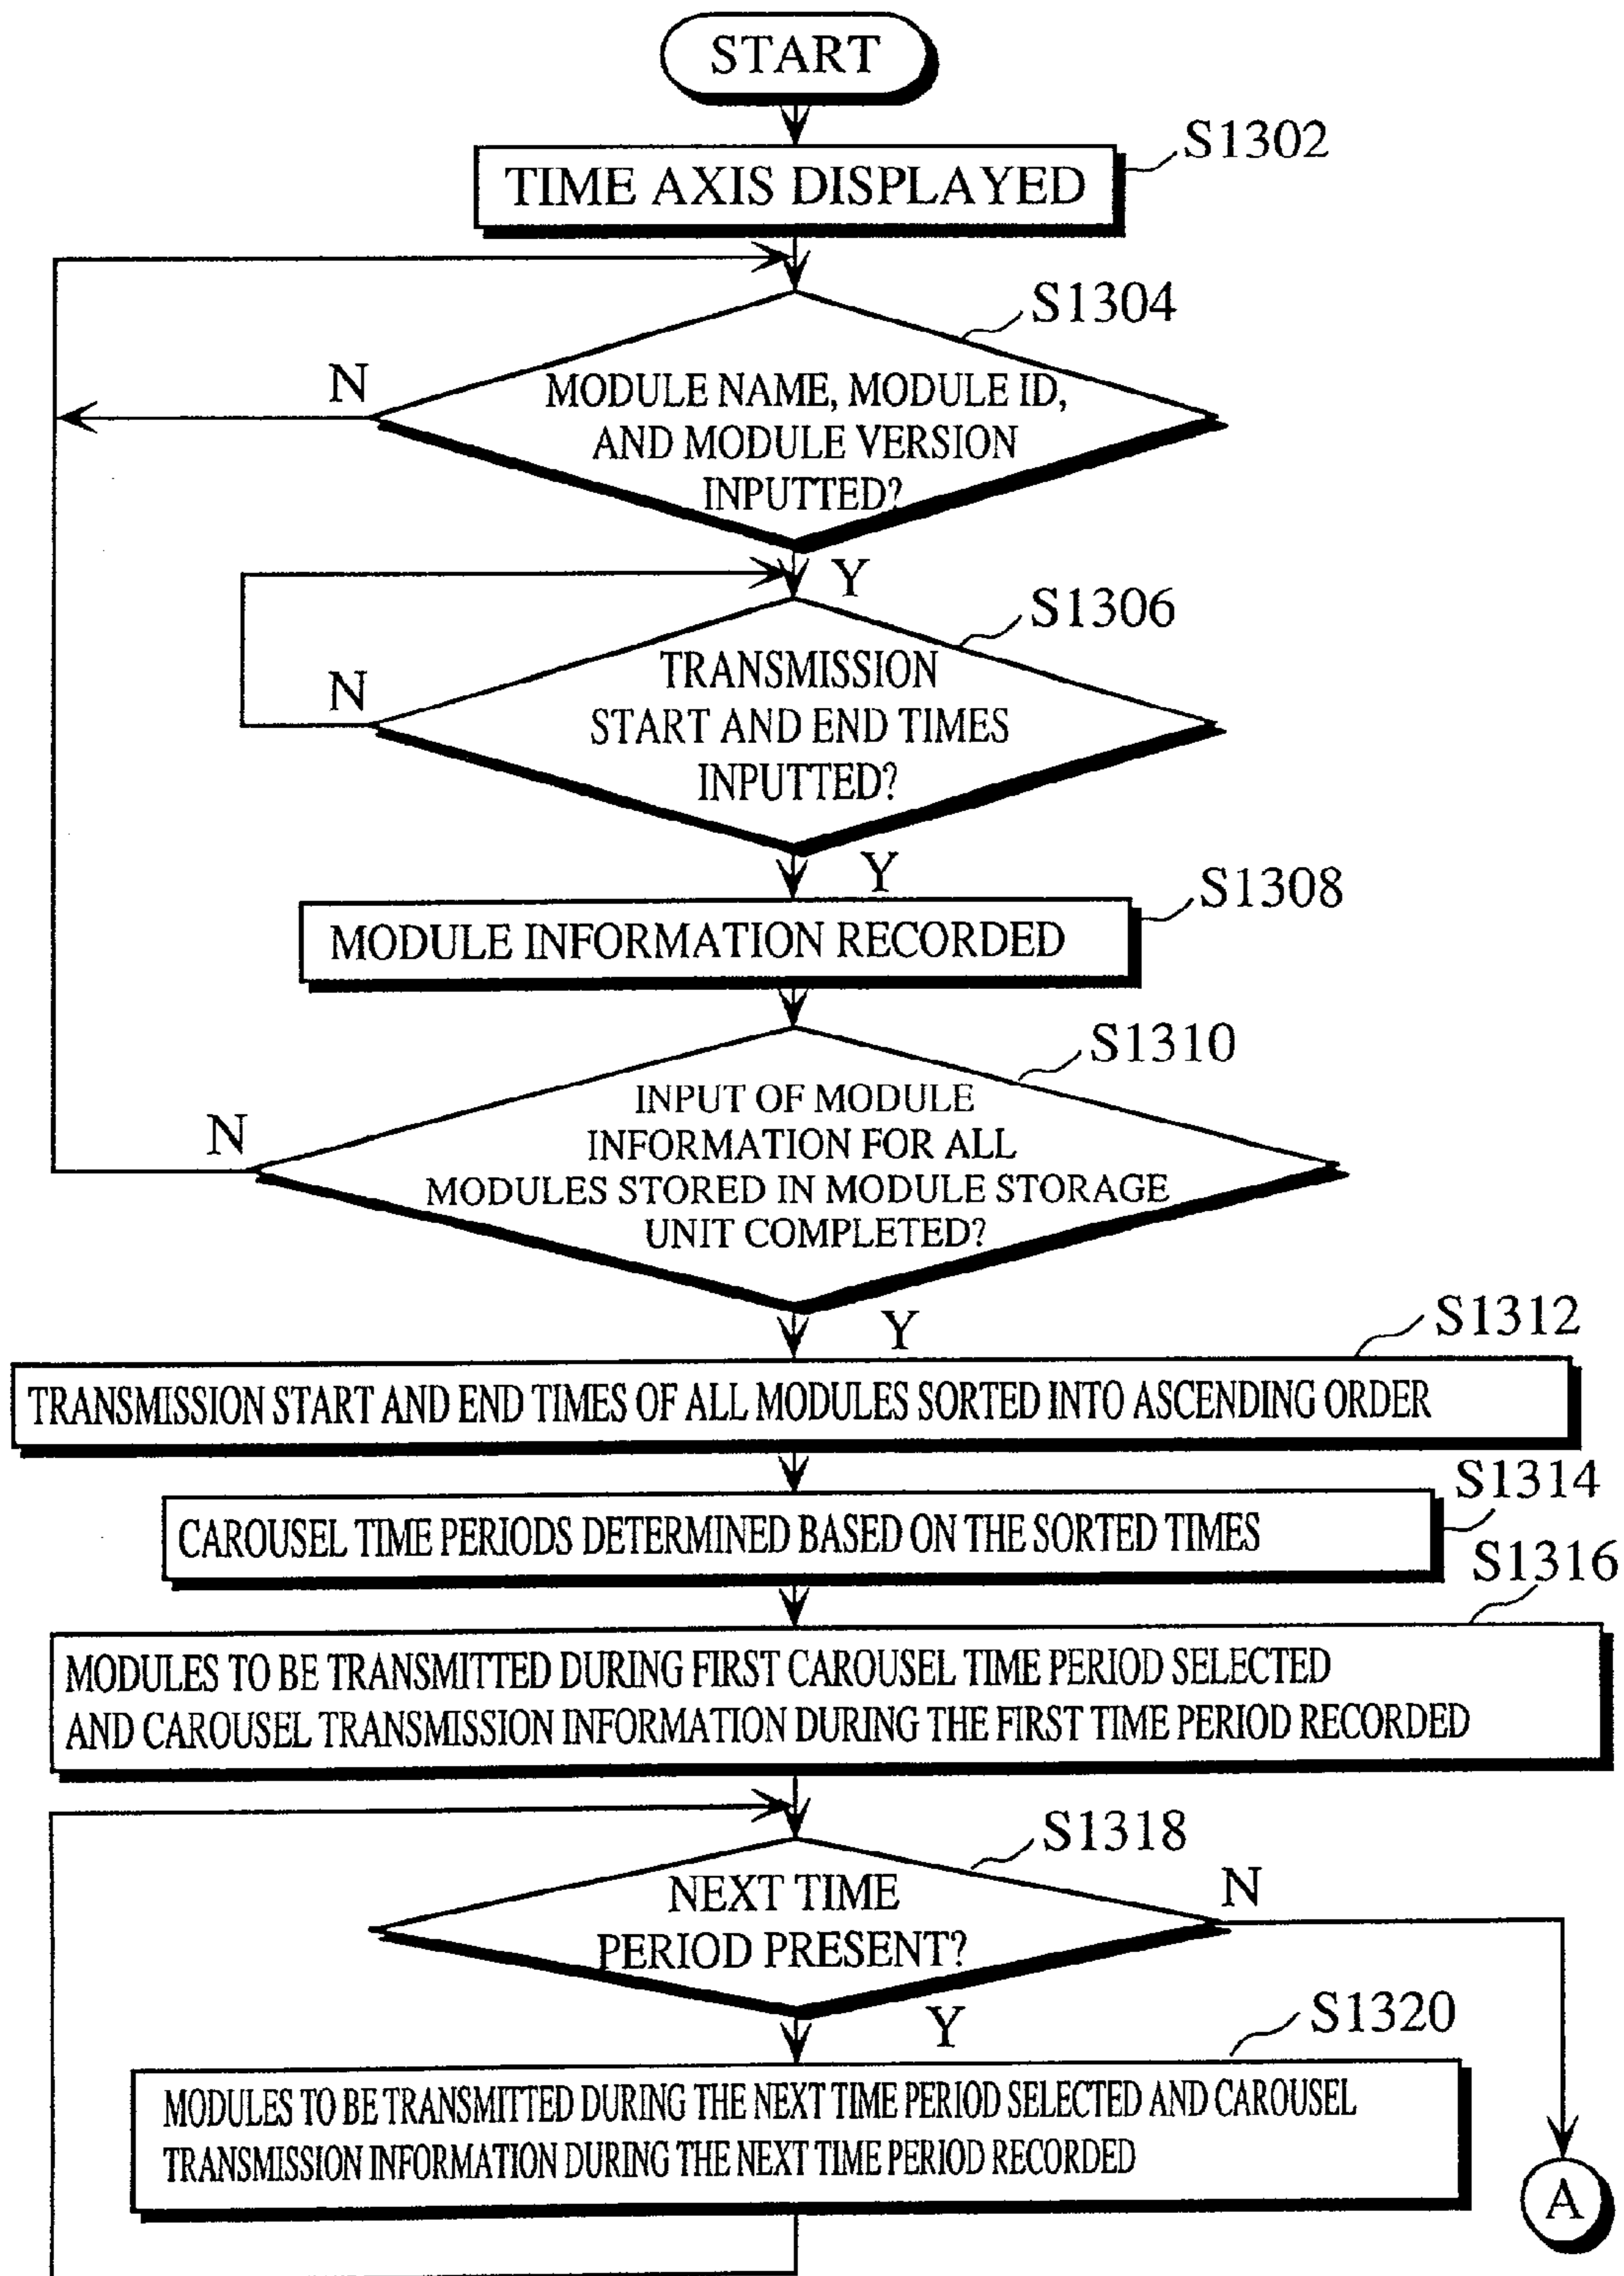 START
S1302
TIME AXIS DISPLAYED
S1304
N
MODULE NAME, MODULE ID,
AND MODULE VERSION
INPUTTED?
Y
S1306
N
TRANSMISSION
START AND END TIMES
INPUTTED?
Y
S1308
MODULE INFORMATION RECORDED
S1310
N
INPUT OF MODULE
INFORMATION FOR ALL
MODULES STORED IN MODULE STORAGE
UNIT COMPLETED?
Y
S1312
TRANSMISSION START AND END TIMES OF ALL MODULES SORTED INTO ASCENDING ORDER
S1314
CAROUSEL TIME PERIODS DETERMINED BASED ON THE SORTED TIMES
S1316
MODULES TO BE TRANSMITTED DURING FIRST CAROUSEL TIME PERIOD SELECTED
AND CAROUSEL TRANSMISSION INFORMATION DURING THE FIRST TIME PERIOD RECORDED
S1318
NEXT TIME
PERIOD PRESENT?
N
Y
S1320
MODULES TO BE TRANSMITTED DURING THE NEXT TIME PERIOD SELECTED AND CAROUSEL
TRANSMISSION INFORMATION DURING THE NEXT TIME PERIOD RECORDED
A